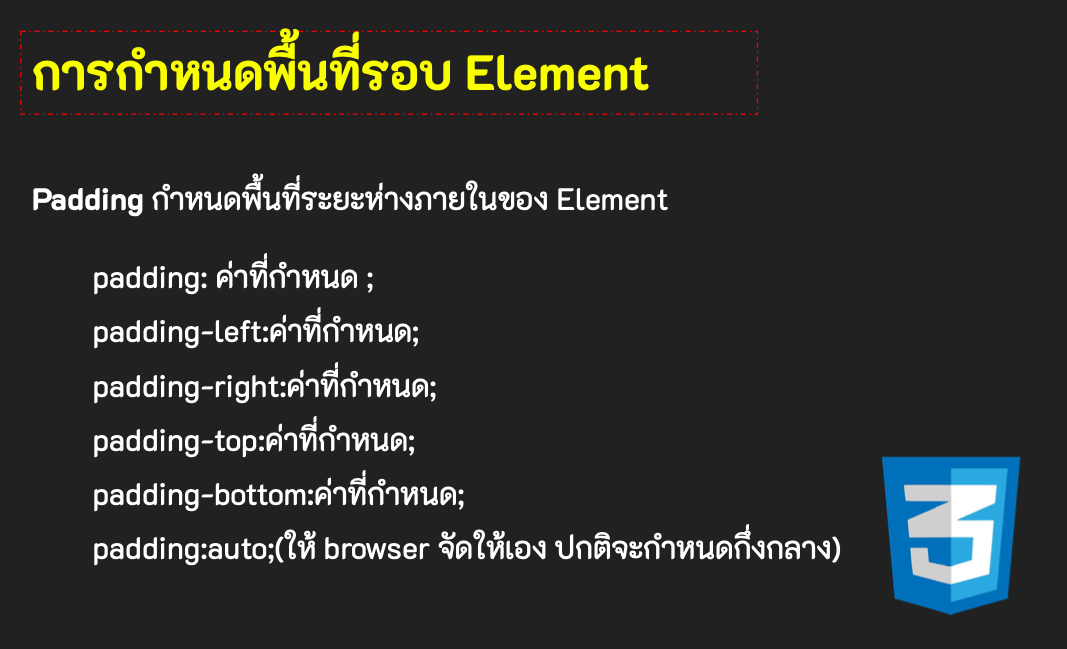 การกำหนดพื้นที่รอบ Element
Padding กำหนดพื้นที่ระยะห่างภายในของ Element
padding: ค่าที่กำหนด ;
padding-left:ค่าที่กำหนด;
padding-right:ค่าที่กำหนด;
padding-top:ค่าที่กำหนด;
padding-bottom:ค่าที่กำหนด;
padding:auto;(ให้ browser จัดให้เอง ปกติจะกำหนดกึ่งกลาง)
3